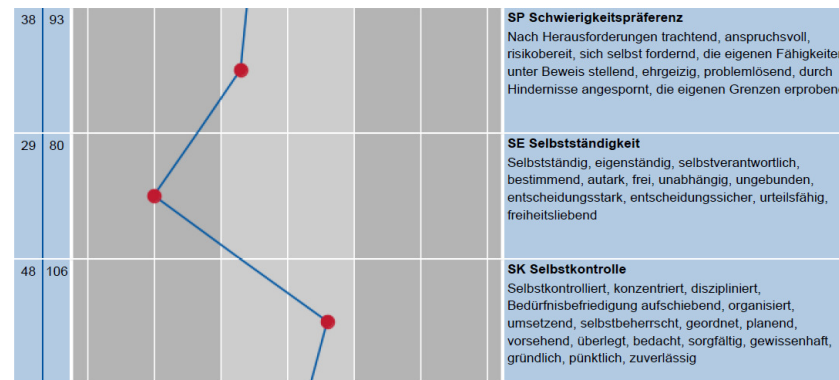 38 93
SP Schwierigkeitspräferenz
Nach Herausforderungen trachtend, anspruchsvoll,
risikobereit, sich selbst fordernd, die eigenen Fähigkeite
unter Beweis stellend, ehrgeizig, problemlösend, durch
Hindernisse angespornt, die eigenen Grenzen erproben
29 80
SE Selbstständigkeit
Selbstständig, eigenständig, selbstverantwortlich,
bestimmend, autark, frei, unabhängig, ungebunden,
entscheidungsstark, entscheidungssicher, urteilsfähig,
freiheitsliebend
48 106
SK Selbstkontrolle
Selbstkontrolliert, konzentriert, diszipliniert,
Bedürfnisbefriedigung aufschiebend, organisiert,
umsetzend, selbstbeherrscht, geordnet, planend,
vorsehend, überlegt, bedacht, sorgfältig, gewissenhaft,
gründlich, pünktlich, zuverlässig